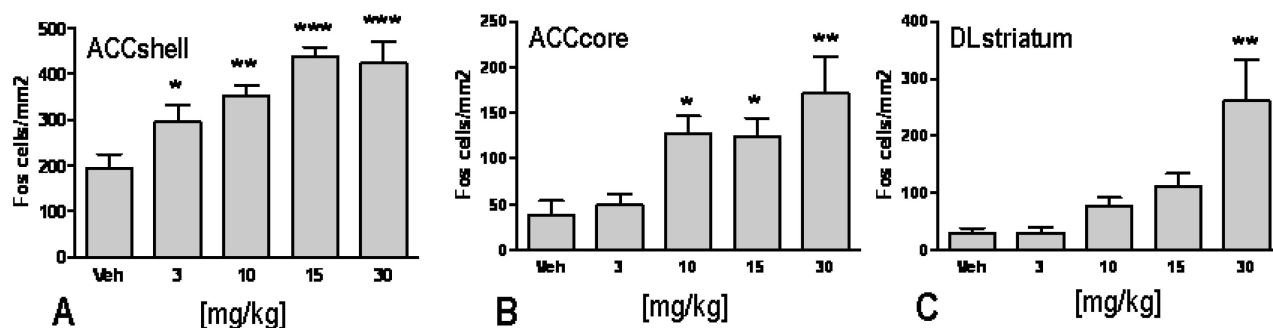 ACCshell
Fos cells/mm2
500
400
300
200
100
0
*
**
***
***
Veh 3 10 15 30
[mg/kg]
A
ACCcore
Fos cells/mm2
250
200
150
100
50
0
*
*
**
Veh 3 10 15 30
[mg/kg]
B
DLstriatum
Fos cells/mm2
400
300
200
100
0
**
Veh 3 10 15 30
[mg/kg]
C